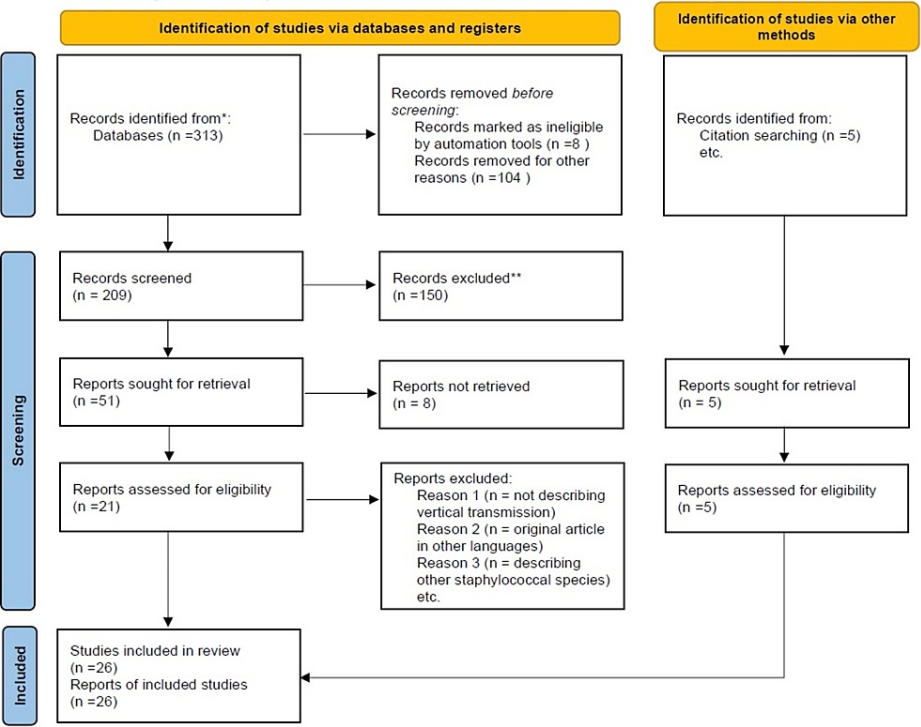 Identification of studies via databases and registers
Identification of studies via other
methods
Identification
Records identified from*:
Databases (n =313)
Records removed before
screening:
Records marked as ineligible
by automation tools (n =8 )
Records removed for other
reasons (n =104 )
Records identified from:
Citation searching (n =5)
etc.
Screening
Records screened
(n = 209)
Records excluded**
(n =150)
Reports sought for retrieval
(n =51)
Reports not retrieved
(n = 8)
Reports sought for retrieval
(n = 5)
Reports assessed for eligibility
(n =21)
Reports excluded:
Reason 1 (n = not describing
vertical transmission)
Reason 2 (n = original article
in other languages)
Reason 3 (n = describing
other staphylococcal species)
etc.
Reports assessed for eligibility
(n =5)
Included
Studies included in review
(n =26)
Reports of included studies
(n =26)